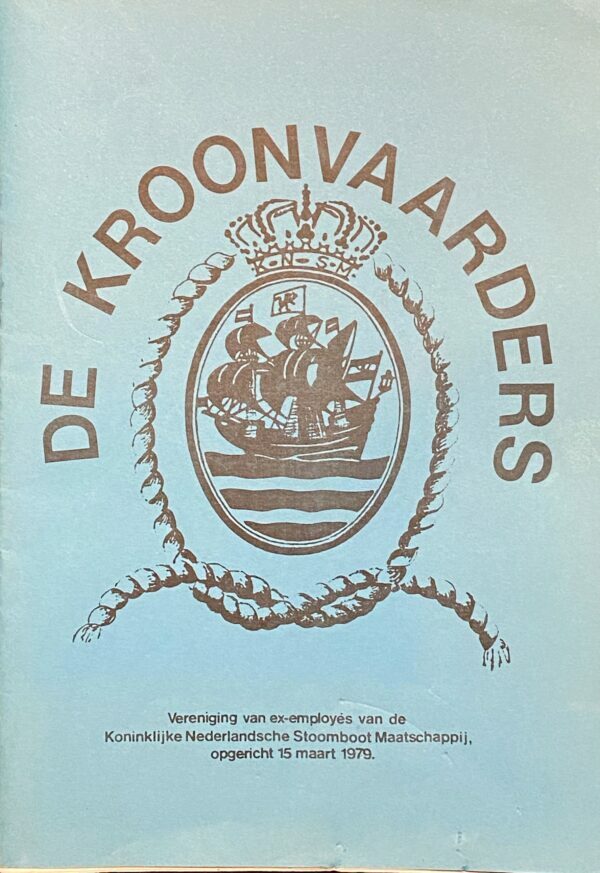 DE KROONVAARDERS
K·N·S·M·
Vereniging van ex-employés van de
Koninklijke Nederlandsche Stoomboot Maatschappij,
opgericht 15 maart 1979.